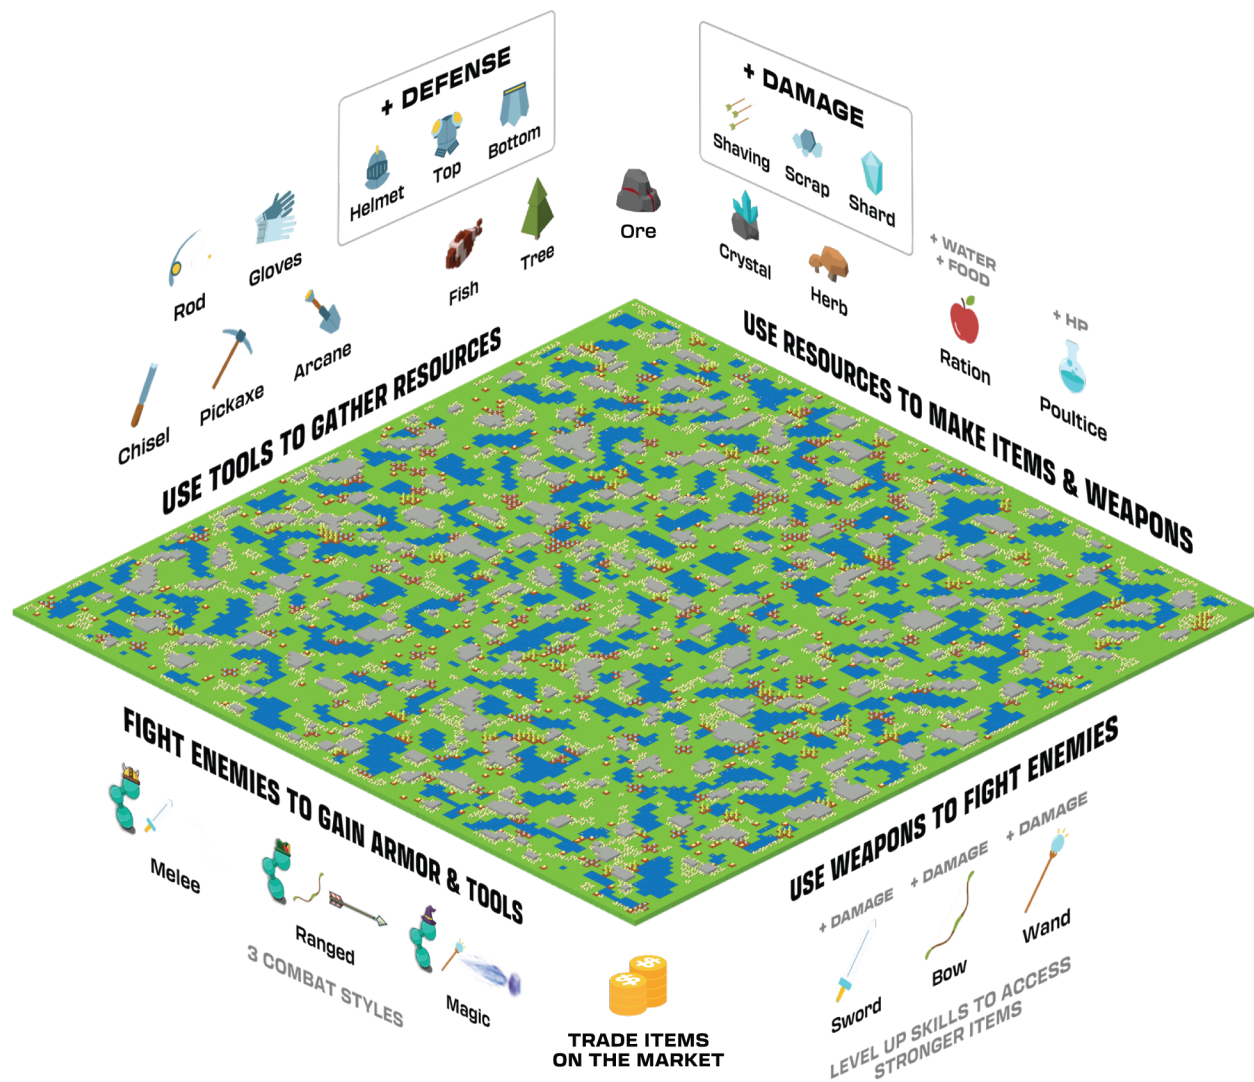 + DEFENSE
Helmet
Top
Bottom
+ DAMAGE
Shaving
Scrap
Shard
Rod
Gloves
Chisel
Pickaxe
Arcane
Fish
Tree
Ore
Crystal
Herb
+ WATER
+ FOOD
Ration
+ HP
Poultice
USE TOOLS TO GATHER RESOURCES
USE RESOURCES TO MAKE ITEMS & WEAPONS
FIGHT ENEMIES TO GAIN ARMOR & TOOLS
Melee
Ranged
Magic
3 COMBAT STYLES
USE WEAPONS TO FIGHT ENEMIES
+ DAMAGE
Sword
+ DAMAGE
Bow
+ DAMAGE
Wand
LEVEL UP SKILLS TO ACCESS
STRONGER ITEMS
TRADE ITEMS
ON THE MARKET